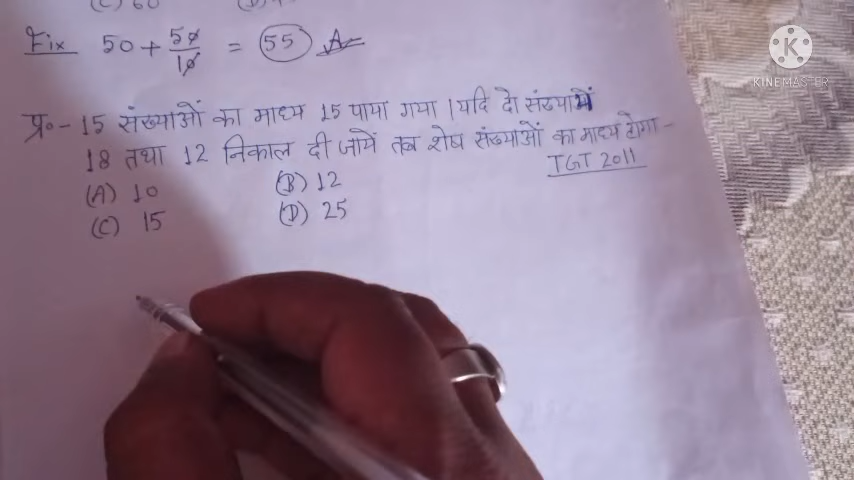 (C) 60 (D)
Fix 50 + 50/10 = 55 A
KINEMASTER
प्र०- 15 संख्याओं का माध्य 15 पाया गया। यदि दो संख्यायें
18 तथा 12 निकाल दी जायें तब शेष संख्याओं का माध्य होगा -
TGT 2011
(A) 10 (B) 12
(C) 15 (D) 25